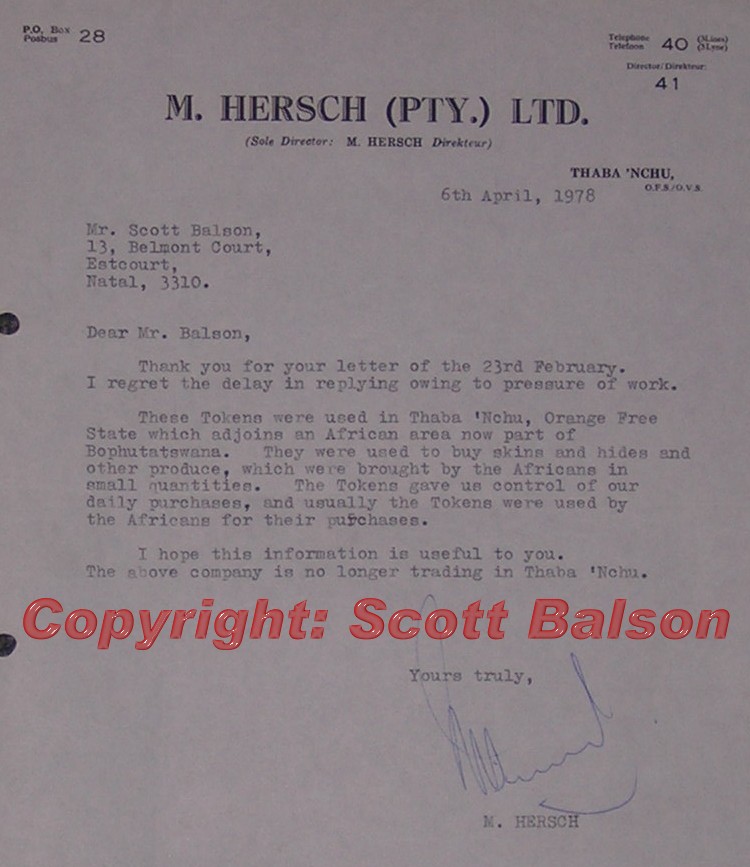 P.O. Box
Posbus 28
Telephone
Telefoon 40 (3 Lines)
(3 Lyne)
Director/Direkteur:
41
M. HERSCH (PTY.) LTD.
(Sole Director: M. HERSCH Direkteur)
THABA 'NCHU,
O.F.S./O.V.S.
6th April, 1978
Mr. Scott Balson,
13, Belmont Court,
Estcourt,
Natal, 3310.
Dear Mr. Balson,
Thank you for your letter of the 23rd February.
I regret the delay in replying owing to pressure of work.
These Tokens were used in Thaba 'Nchu, Orange Free
State which adjoins an African area now part of
Bophutatswana. They were used to buy skins and hides and
other produce, which were brought by the Africans in
small quantities. The Tokens gave us control of our
daily purchases, and usually the Tokens were used by
the Africans for their purchases.
I hope this information is useful to you.
The above company is no longer trading in Thaba 'Nchu.
Copyright: Scott Balson
Yours truly,
M. HERSCH